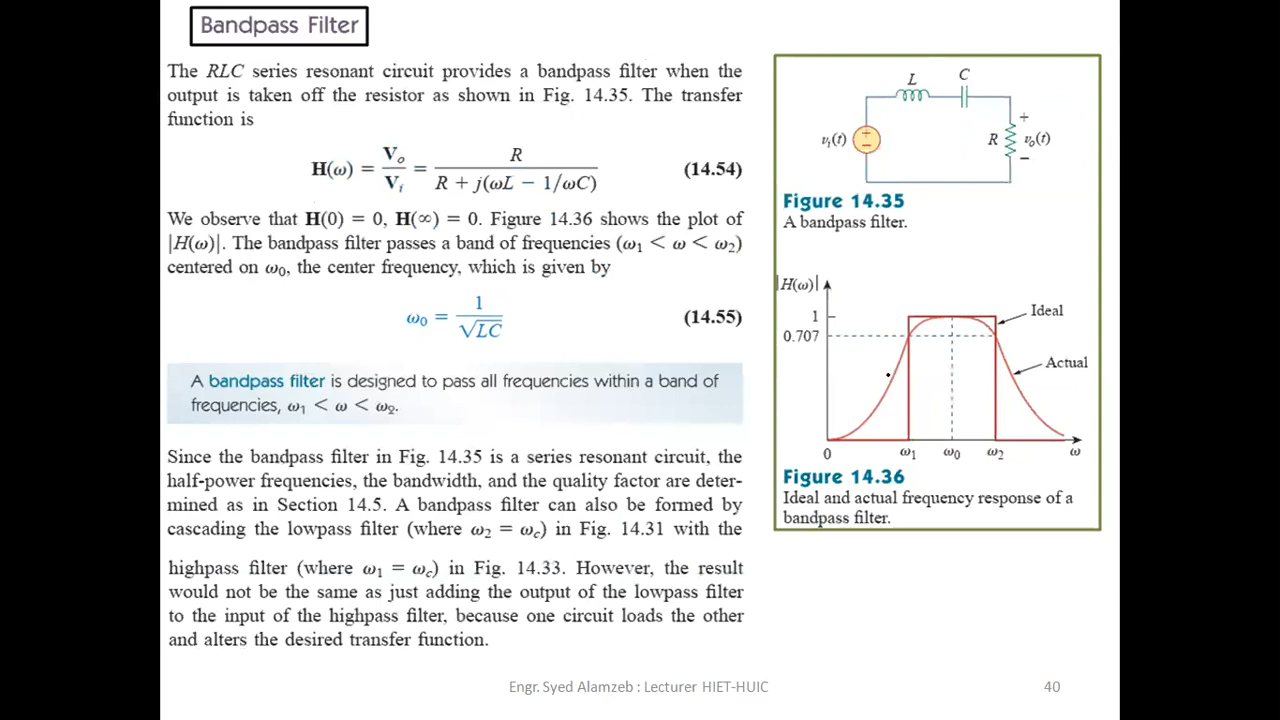 Bandpass Filter
The RLC series resonant circuit provides a bandpass filter when the
output is taken off the resistor as shown in Fig. 14.35. The transfer
function is
H(ω) = Vo/Vi = R / (R + j(ωL − 1/ωC)) (14.54)
We observe that H(0) = 0, H(∞) = 0. Figure 14.36 shows the plot of
|H(ω)|. The bandpass filter passes a band of frequencies (ω1 < ω < ω2)
centered on ω0, the center frequency, which is given by
ω0 = 1/√LC (14.55)
A bandpass filter is designed to pass all frequencies within a band of
frequencies, ω1 < ω < ω2.
Since the bandpass filter in Fig. 14.35 is a series resonant circuit, the
half-power frequencies, the bandwidth, and the quality factor are deter-
mined as in Section 14.5. A bandpass filter can also be formed by
cascading the lowpass filter (where ω2 = ωc) in Fig. 14.31 with the
highpass filter (where ω1 = ωc) in Fig. 14.33. However, the result
would not be the same as just adding the output of the lowpass filter
to the input of the highpass filter, because one circuit loads the other
and alters the desired transfer function.
L
C
vi(t)
+
−
R
+
vo(t)
−
Figure 14.35
A bandpass filter.
|H(ω)|
1
0.707
Ideal
Actual
0 ω1 ω0 ω2 ω
Figure 14.36
Ideal and actual frequency response of a
bandpass filter.
Engr. Syed Alamzeb : Lecturer HIET-HUIC
40